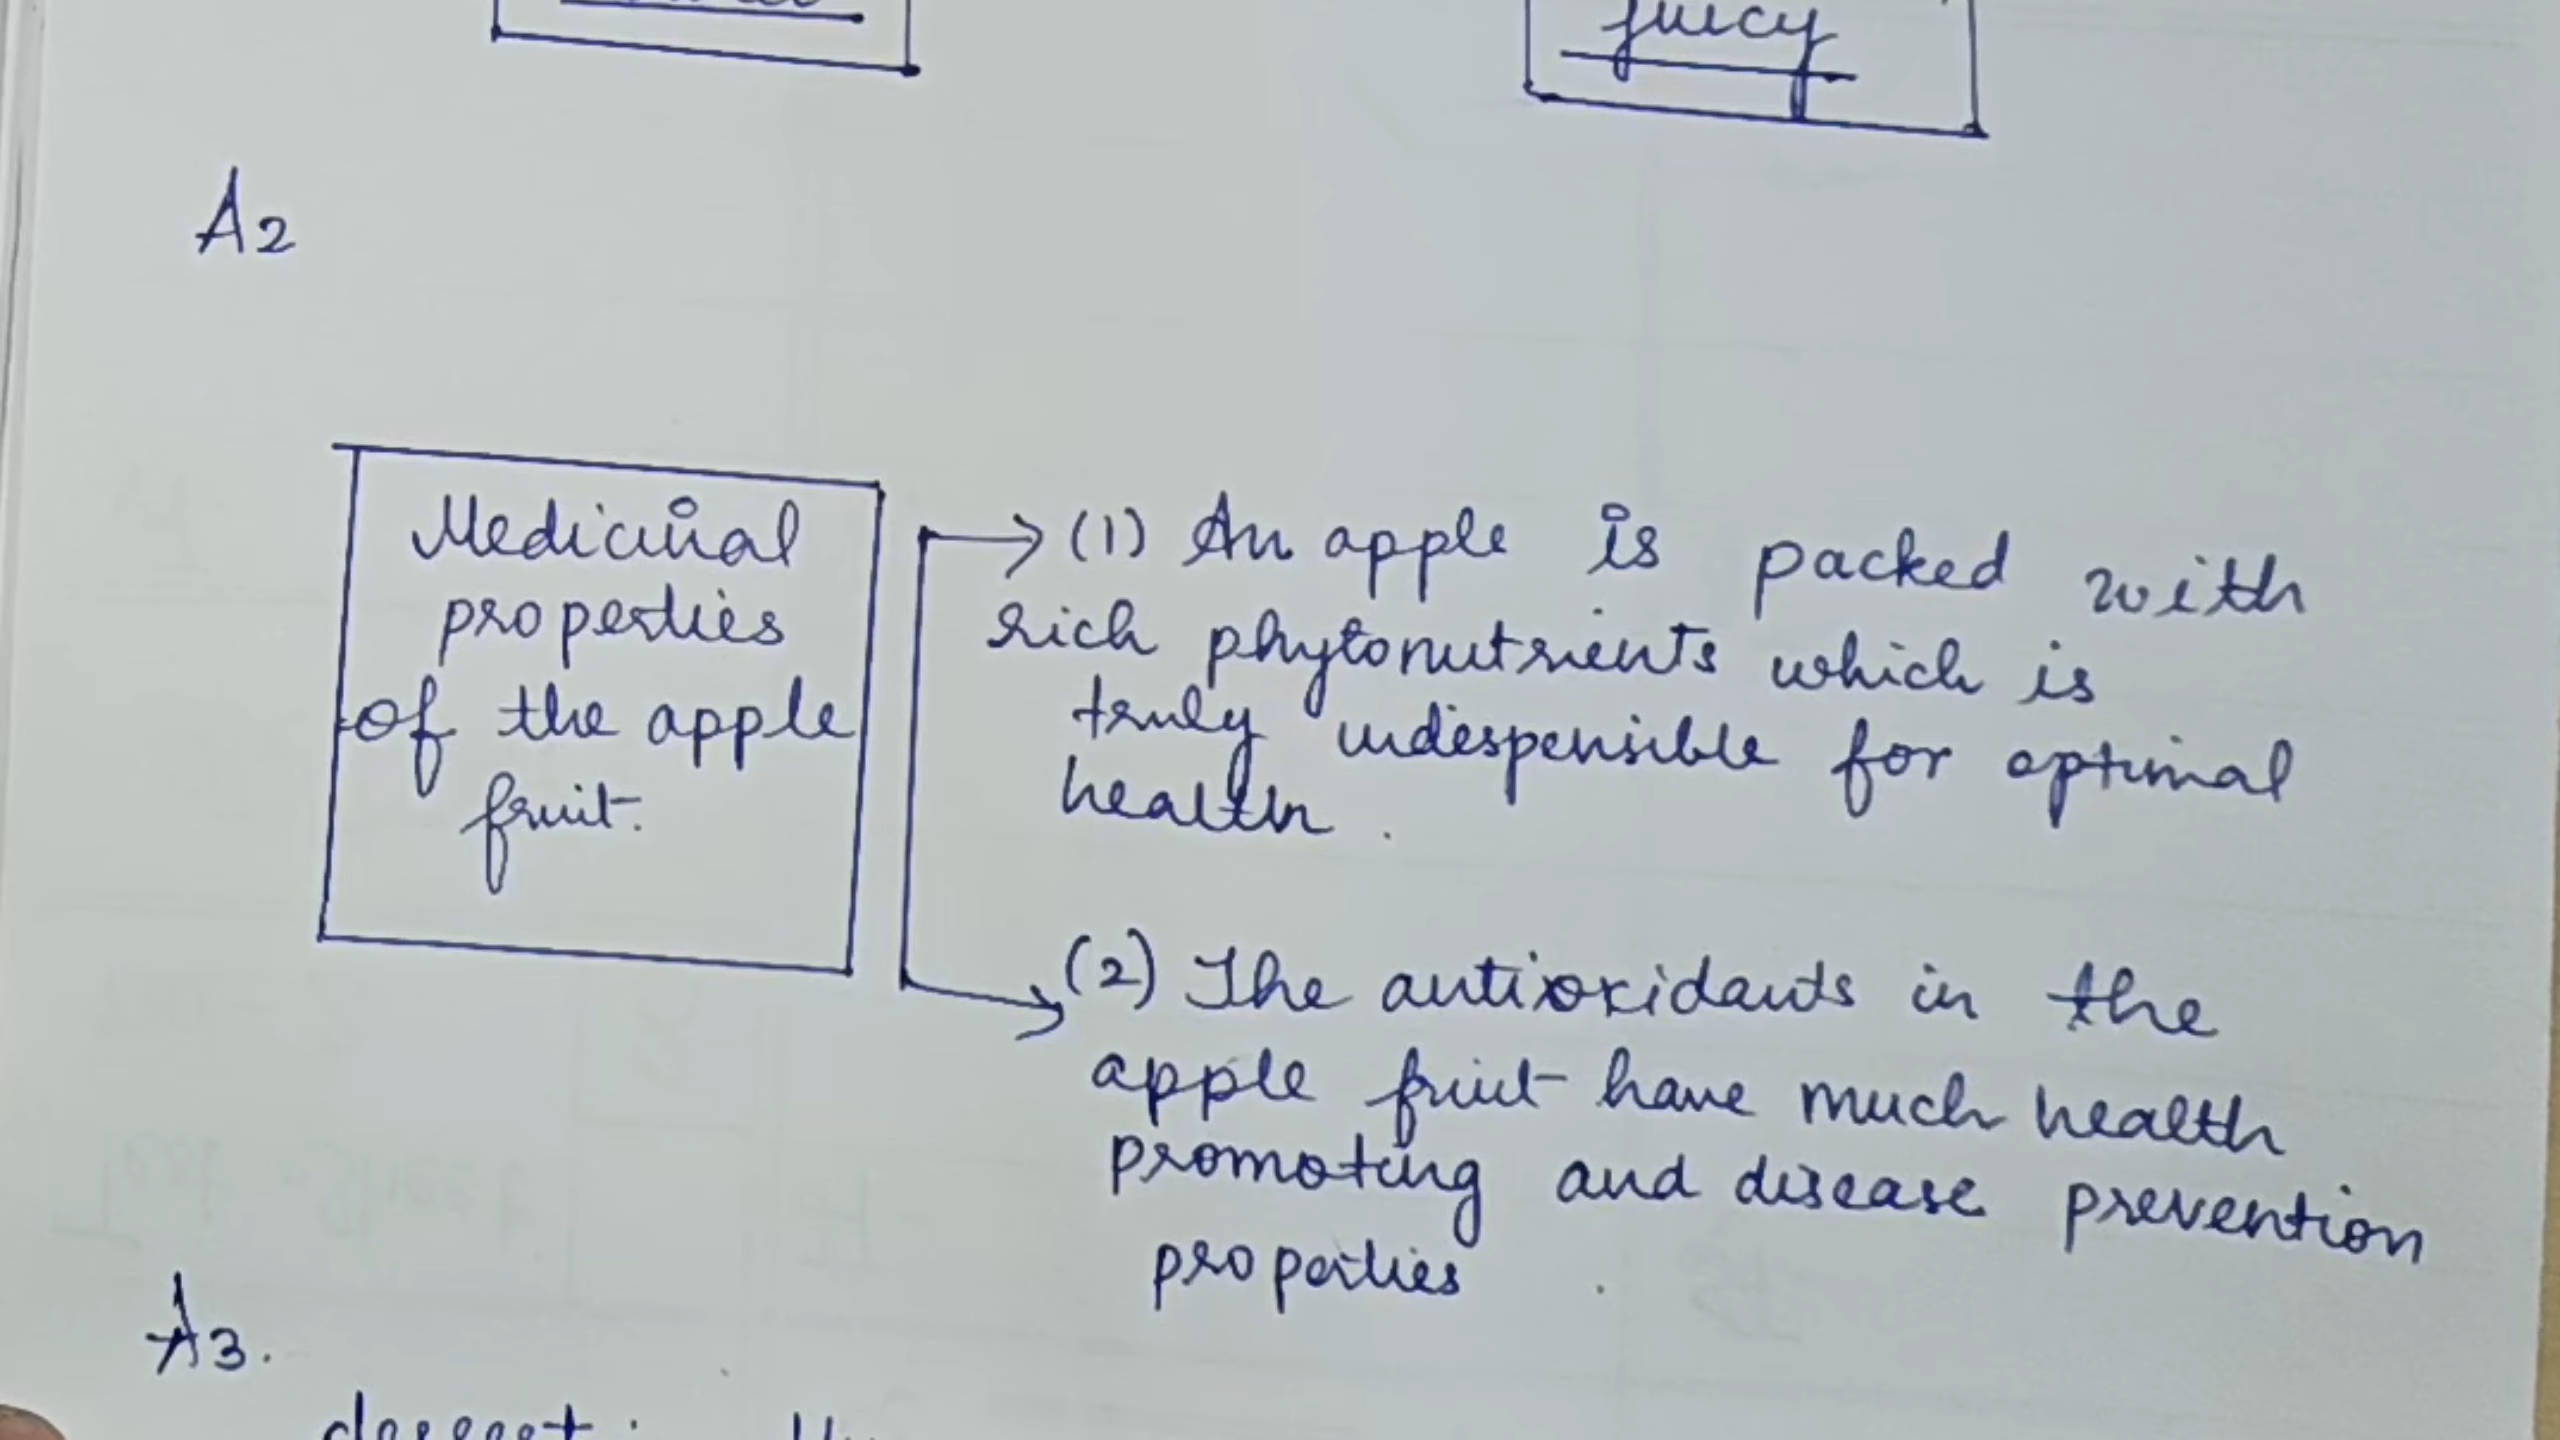 juicy
A2
Medicinal
properties
of the apple
fruit.
(1) An apple is packed with
rich phytonutrients which is
truly indespensible for optimal
health.
(2) The antioxidants in the
apple fruit have much health
promoting and disease prevention
properties.
A3.